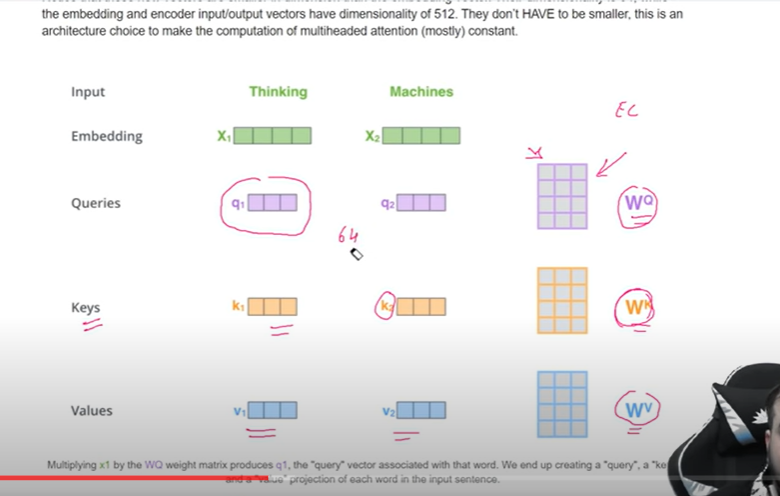 the embedding and encoder input/output vectors have dimensionality of 512. They don't HAVE to be smaller, this is an
architecture choice to make the computation of multiheaded attention (mostly) constant.
Input Thinking Machines
EC
Embedding X1 X2
Queries q1 q2 WQ
64
Keys k1 WK
Values v1 v2 WV
Multiplying x1 by the WQ weight matrix produces q1, the "query" vector associated with that word. We end up creating a "query", a "ke
and a "value" projection of each word in the input sentence.